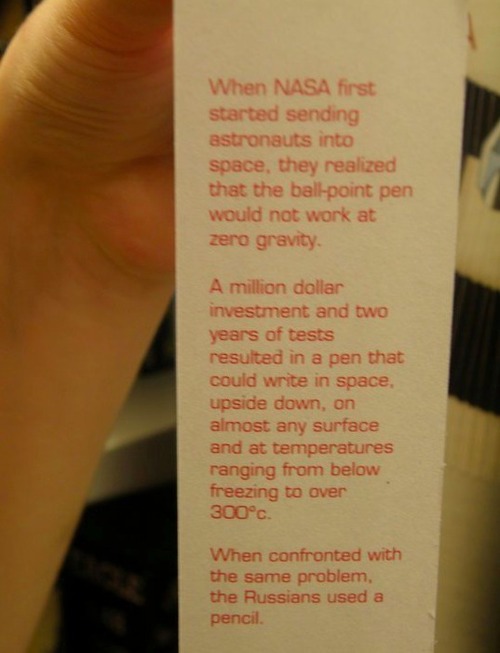 When NASA first
started sending
astronauts into
space, they realized
that the ball-point pen
would not work at
zero gravity.
A million dollar
investment and two
years of tests
resulted in a pen that
could write in space,
upside down, on
almost any surface
and at temperatures
ranging from below
freezing to over
300°c.
When confronted with
the same problem,
the Russians used a
pencil.